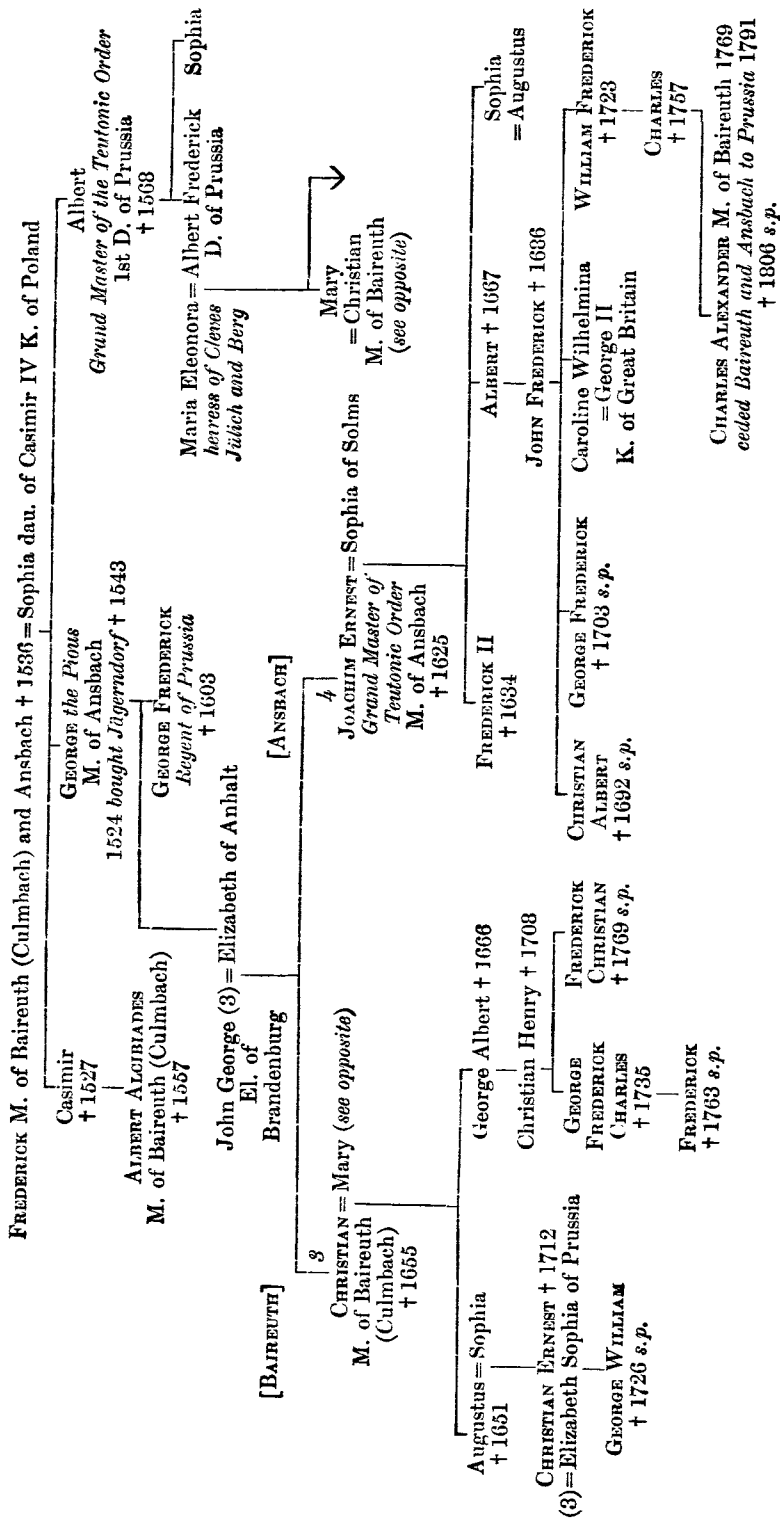 FREDERICK M. of Baireuth (Culmbach) and Ansbach † 1536 = Sophia dau. of Casimir IV K. of Poland
Casimir
† 1527
GEORGE the Pious
M. of Ansbach
1524 bought Jägerndorf † 1543
Albert
Grand Master of the Teutonic Order
1st D. of Prussia
† 1568
ALBERT ALCIBIADES
M. of Baireuth (Culmbach)
† 1557
GEORGE FREDERICK
Regent of Prussia
† 1603
Maria Eleonora = Albert Frederick
heiress of Cleves
Jülich and Berg
D. of Prussia
Sophia
John George (3) = Elizabeth of Anhalt
El. of
Brandenburg
Mary
= Christian
M. of Baireuth
(see opposite)
[BAIREUTH]
[ANSBACH]
3
CHRISTIAN = Mary (see opposite)
M. of Baireuth
(Culmbach)
† 1655
4
JOACHIM ERNEST = Sophia of Solms
Grand Master of
Teutonic Order
M. of Ansbach
† 1625
Augustus = Sophia
† 1651
George Albert † 1666
FREDERICK II
† 1634
ALBERT † 1667
Sophia
= Augustus
CHRISTIAN ERNEST † 1712
(3) = Elizabeth Sophia of Prussia
Christian Henry † 1708
JOHN FREDERICK † 1686
GEORGE WILLIAM
† 1726 s.p.
GEORGE
FREDERICK
CHARLES
† 1735
FREDERICK
CHRISTIAN
† 1769 s.p.
CHRISTIAN
ALBERT
† 1692 s.p.
GEORGE FREDERICK
† 1703 s.p.
Caroline Wilhelmina
= George II
K. of Great Britain
WILLIAM FREDERICK
† 1723
FREDERICK
† 1763 s.p.
CHARLES
† 1757
CHARLES ALEXANDER M. of Baireuth 1769
ceded Baireuth and Ansbach to Prussia 1791
† 1806 s.p.